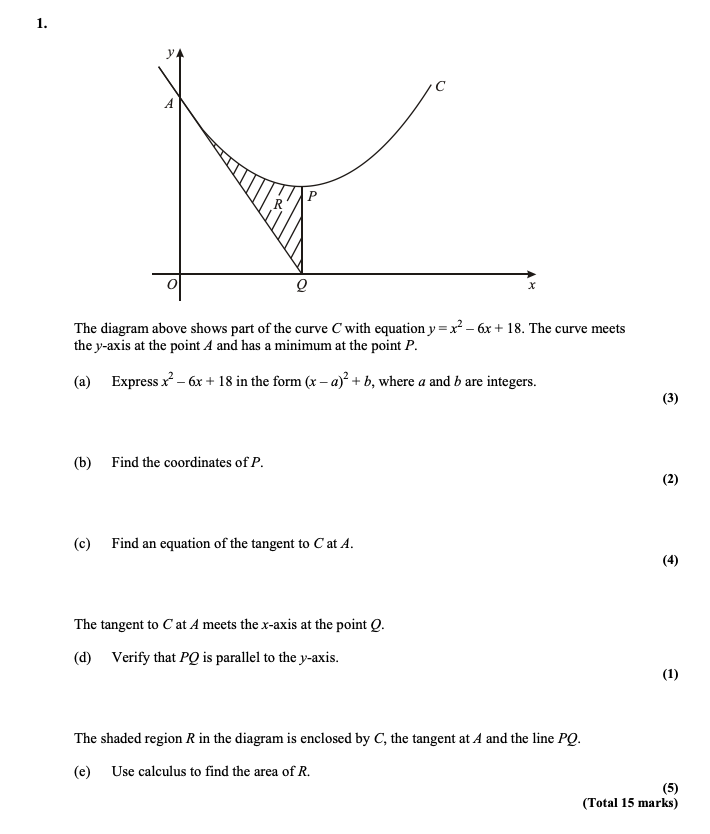 1.
y
C
A
P
R
O
Q
x
The diagram above shows part of the curve C with equation y = x² – 6x + 18. The curve meets
the y-axis at the point A and has a minimum at the point P.
(a) Express x² – 6x + 18 in the form (x – a)² + b, where a and b are integers.
(3)
(b) Find the coordinates of P.
(2)
(c) Find an equation of the tangent to C at A.
(4)
The tangent to C at A meets the x-axis at the point Q.
(d) Verify that PQ is parallel to the y-axis.
(1)
The shaded region R in the diagram is enclosed by C, the tangent at A and the line PQ.
(e) Use calculus to find the area of R.
(5)
(Total 15 marks)